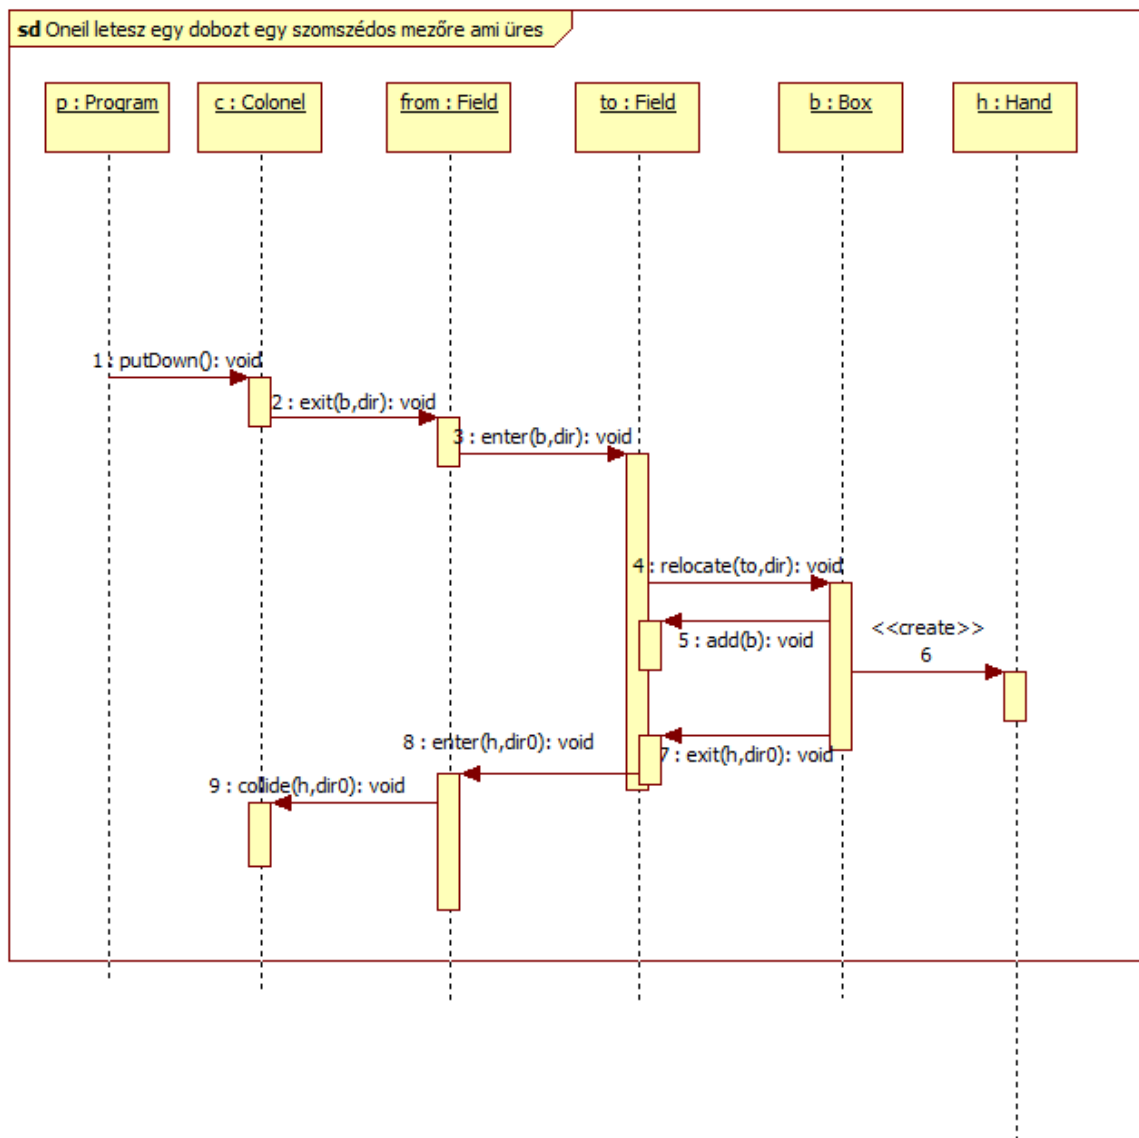 sd Oneil letesz egy dobozt egy szomszédos mezőre ami üres
p : Program
c : Colonel
from : Field
to : Field
b : Box
h : Hand
1 : putDown(): void
2 : exit(b,dir): void
3 : enter(b,dir): void
4 : relocate(to,dir): void
5 : add(b): void
<<create>>
6
7 : exit(h,dir0): void
8 : enter(h,dir0): void
9 : collide(h,dir0): void